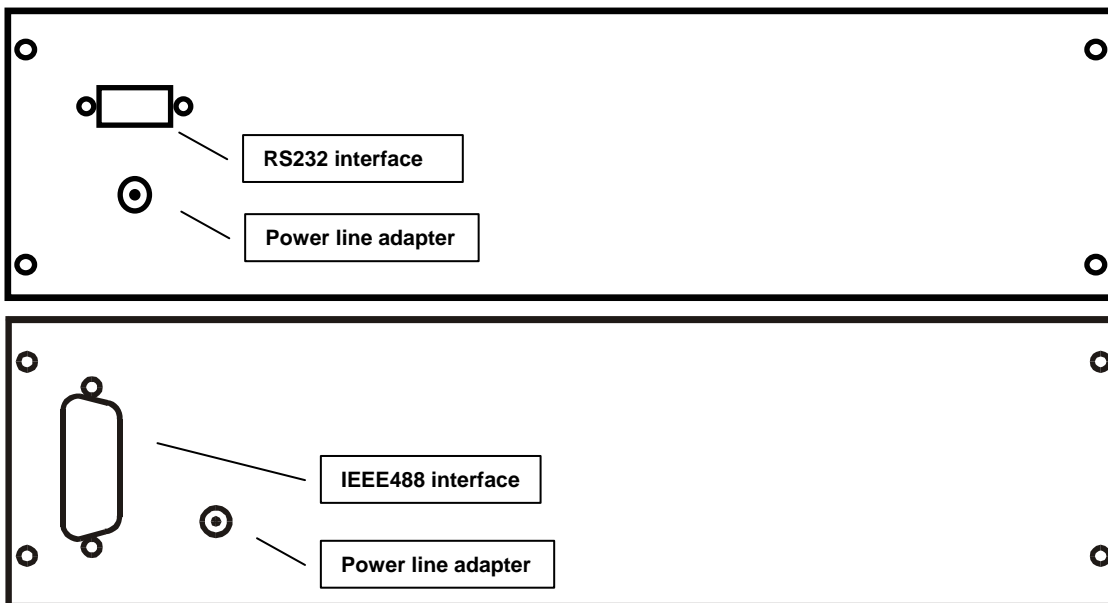 RS232 interface
Power line adapter
IEEE488 interface
Power line adapter